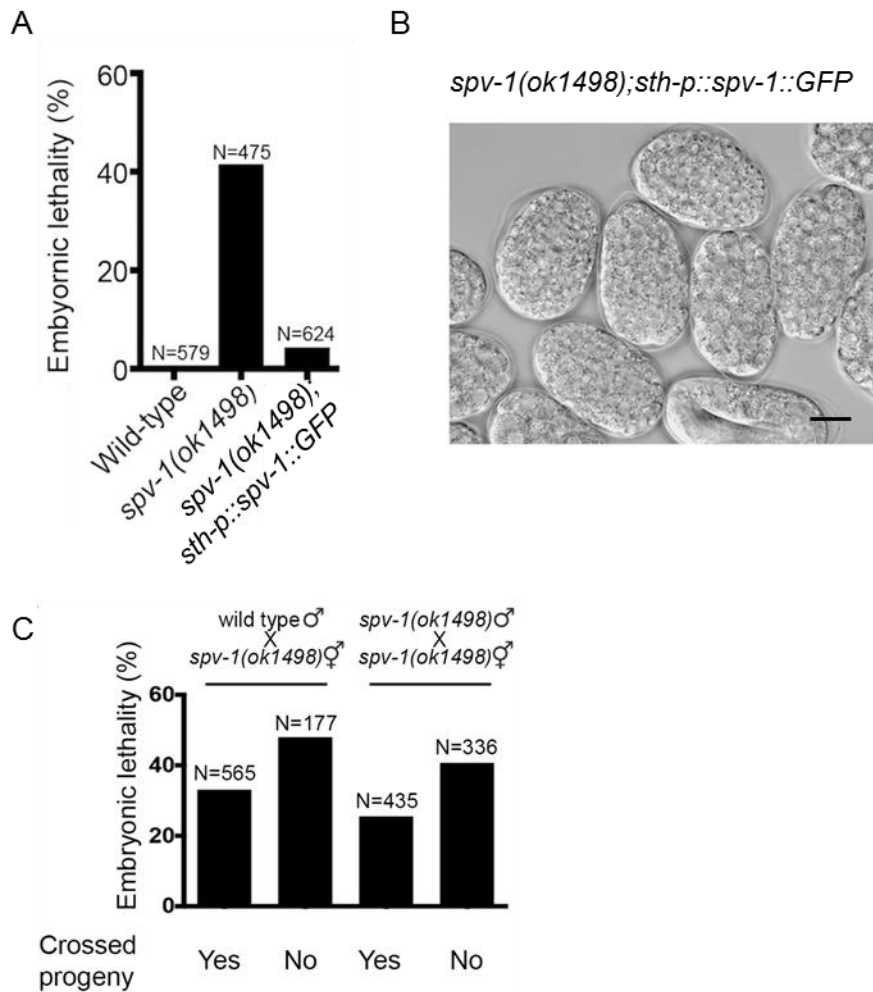 A
Embyornic lethality (%)
60
40
20
0
N=579
N=475
N=624
Wild-type
spv-1(ok1498)
spv-1(ok1498);
sth-p::spv-1::GFP
B
spv-1(ok1498);sth-p::spv-1::GFP
C
wild type ♂
X
spv-1(ok1498)⚥
spv-1(ok1498)♂
X
spv-1(ok1498)⚥
Embryonic lethality (%)
60
40
20
0
N=565
N=177
N=435
N=336
Crossed
progeny
Yes No Yes No